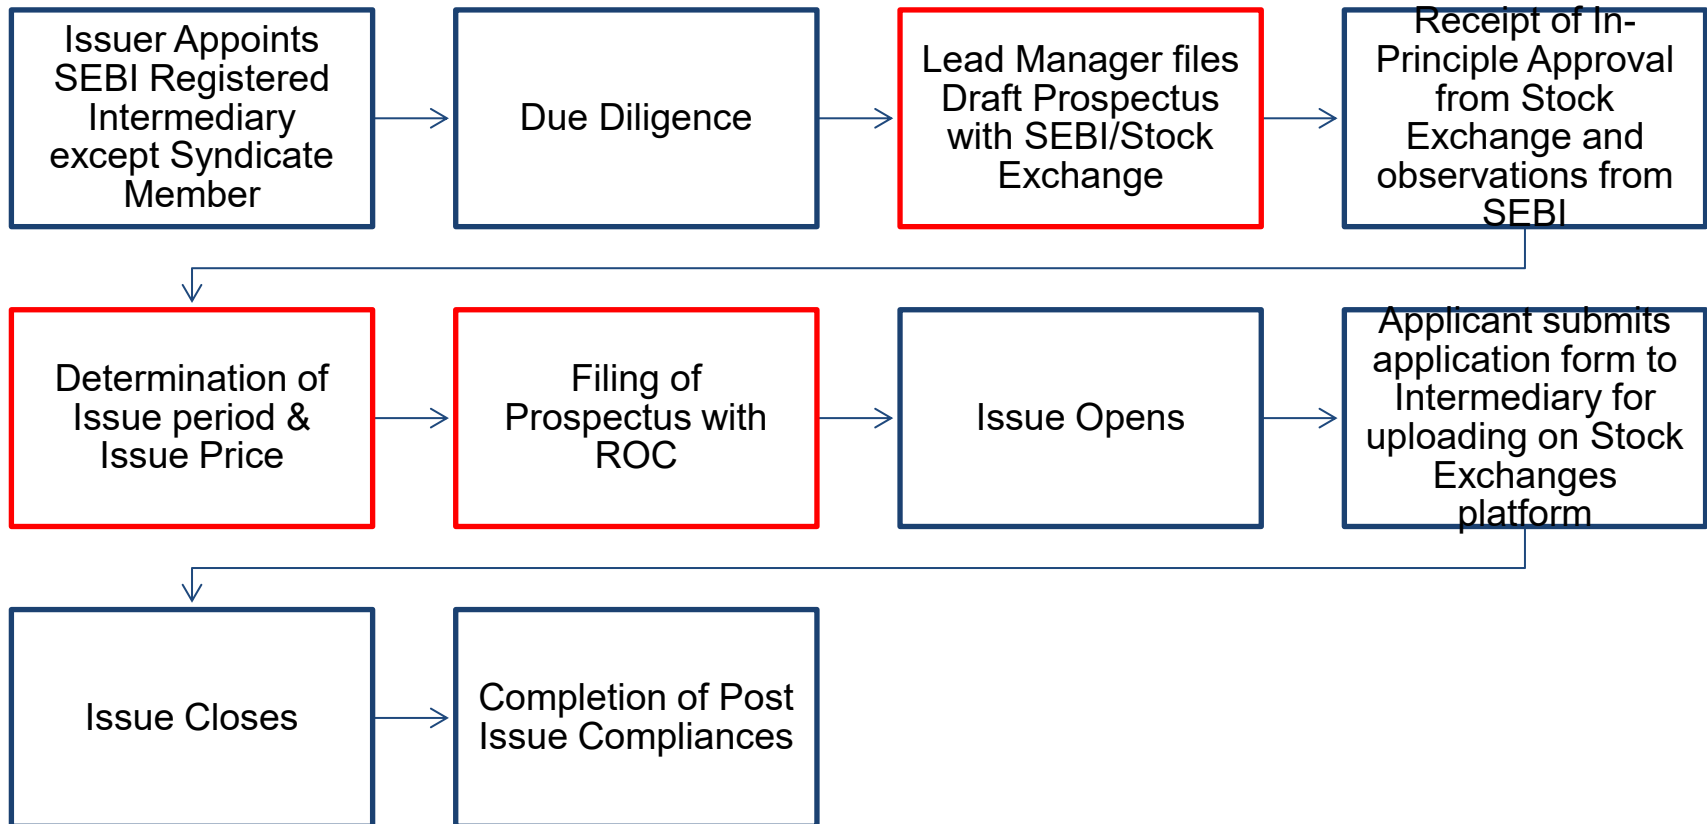 Issuer Appoints
SEBI Registered
Intermediary
except Syndicate
Member
Due Diligence
Lead Manager files
Draft Prospectus
with SEBI/Stock
Exchange
Receipt of In-
Principle Approval
from Stock
Exchange and
observations from
SEBI
Determination of
Issue period &
Issue Price
Filing of
Prospectus with
ROC
Issue Opens
Applicant submits
application form to
Intermediary for
uploading on Stock
Exchanges
platform
Issue Closes
Completion of Post
Issue Compliances